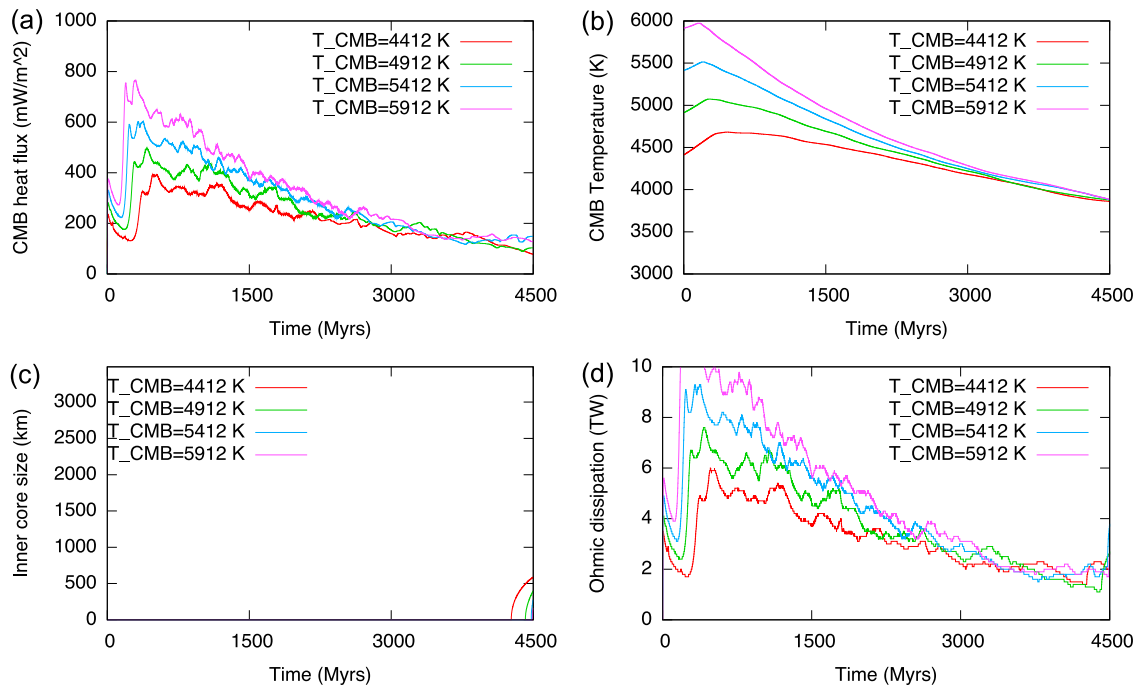 (a)
CMB heat flux (mW/m^2)
1000
800
600
400
200
0
T_CMB=4412 K
T_CMB=4912 K
T_CMB=5412 K
T_CMB=5912 K
0 1500 3000 4500
Time (Myrs)
(b)
CMB Temperature (K)
6000
5500
5000
4500
4000
3500
3000
T_CMB=4412 K
T_CMB=4912 K
T_CMB=5412 K
T_CMB=5912 K
0 1500 3000 4500
Time (Myrs)
(c)
Inner core size (km)
3000
2500
2000
1500
1000
500
0
T_CMB=4412 K
T_CMB=4912 K
T_CMB=5412 K
T_CMB=5912 K
0 1500 3000 4500
Time (Myrs)
(d)
Ohmic dissipation (TW)
10
8
6
4
2
0
T_CMB=4412 K
T_CMB=4912 K
T_CMB=5412 K
T_CMB=5912 K
0 1500 3000 4500
Time (Myrs)